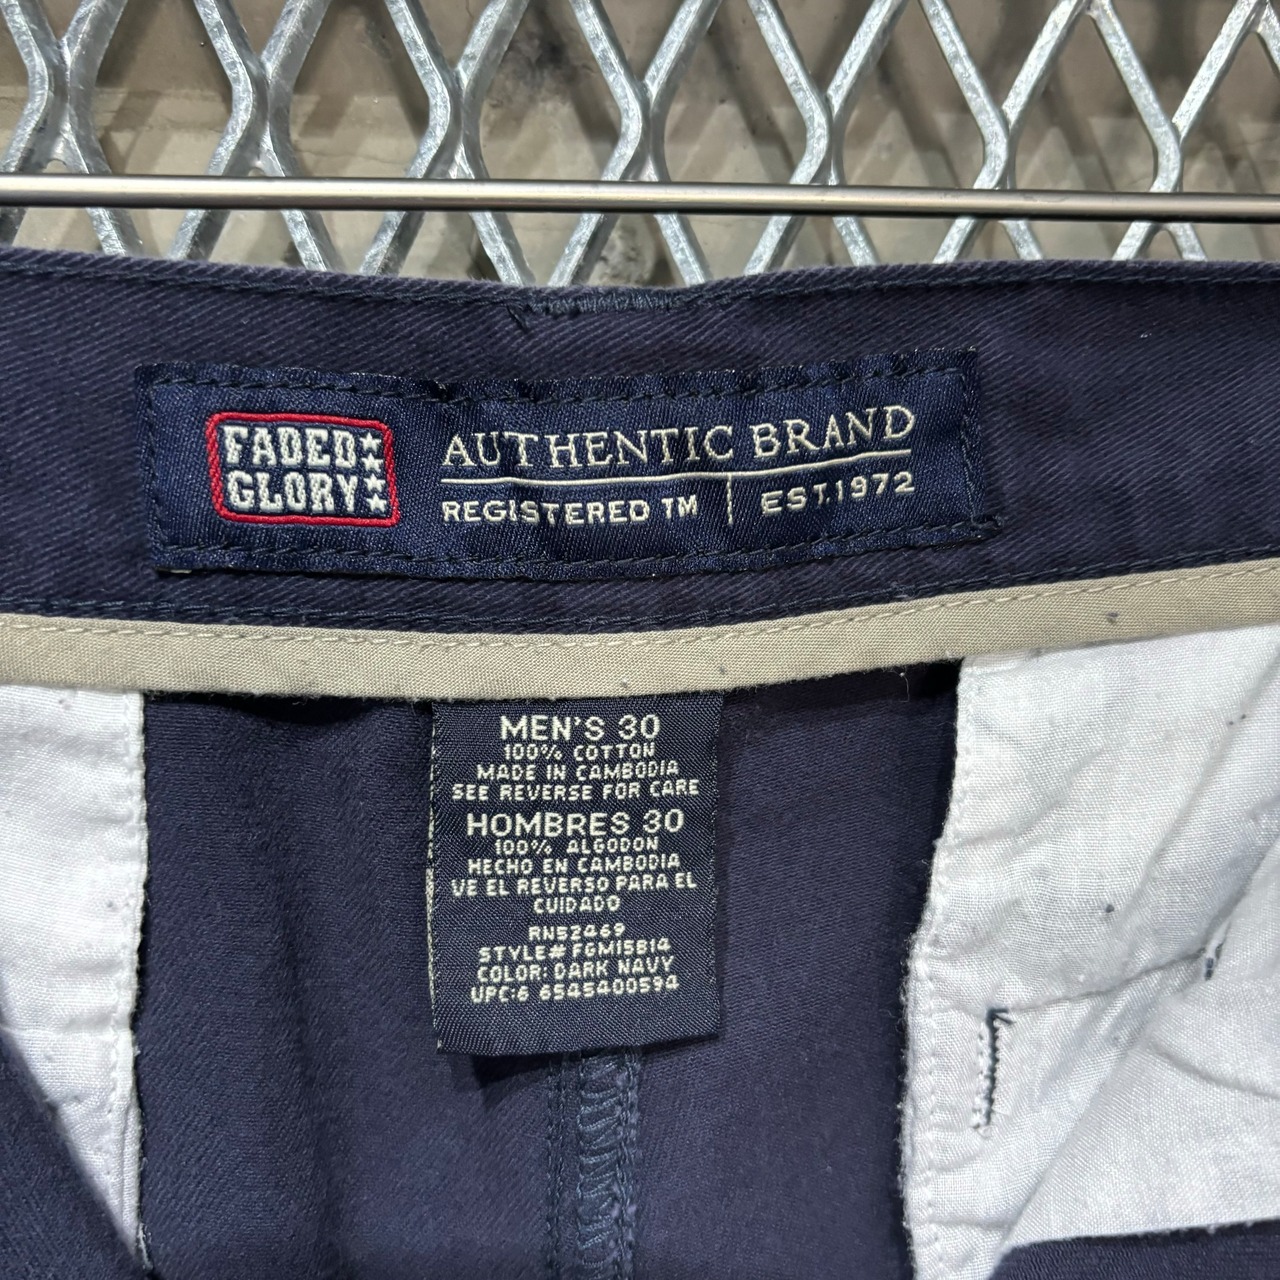 FADED
GLORY
AUTHENTIC BRAND
REGISTERED TM | EST.1972
MEN'S 30
100% COTTON
MADE IN CAMBODIA
SEE REVERSE FOR CARE
HOMBRES 30
100% ALGODON
HECHO EN CAMBODIA
VE EL REVERSO PARA EL
CUIDADO
RN52469
STYLE# FGM15814
COLOR: DARK NAVY
UPC:6 6545400594